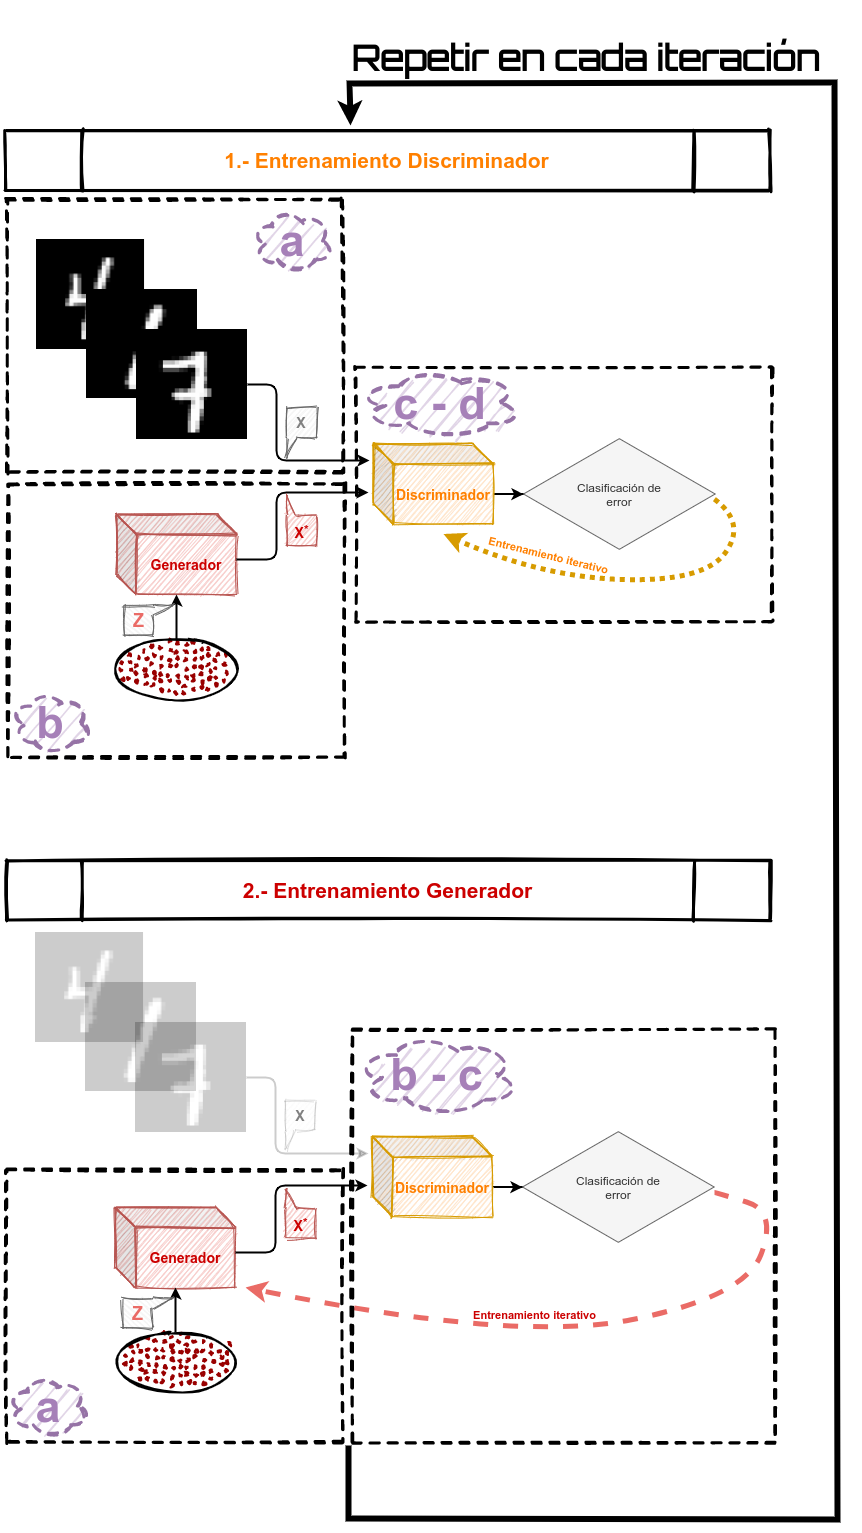 Repetir en cada iteración
1.- Entrenamiento Discriminador
a
X
c - d
Discriminador
Clasificación de
error
Entrenamiento iterativo
X*
Generador
Z
b
2.- Entrenamiento Generador
X
b - c
Discriminador
Clasificación de
error
X*
Generador
Z
Entrenamiento iterativo
a